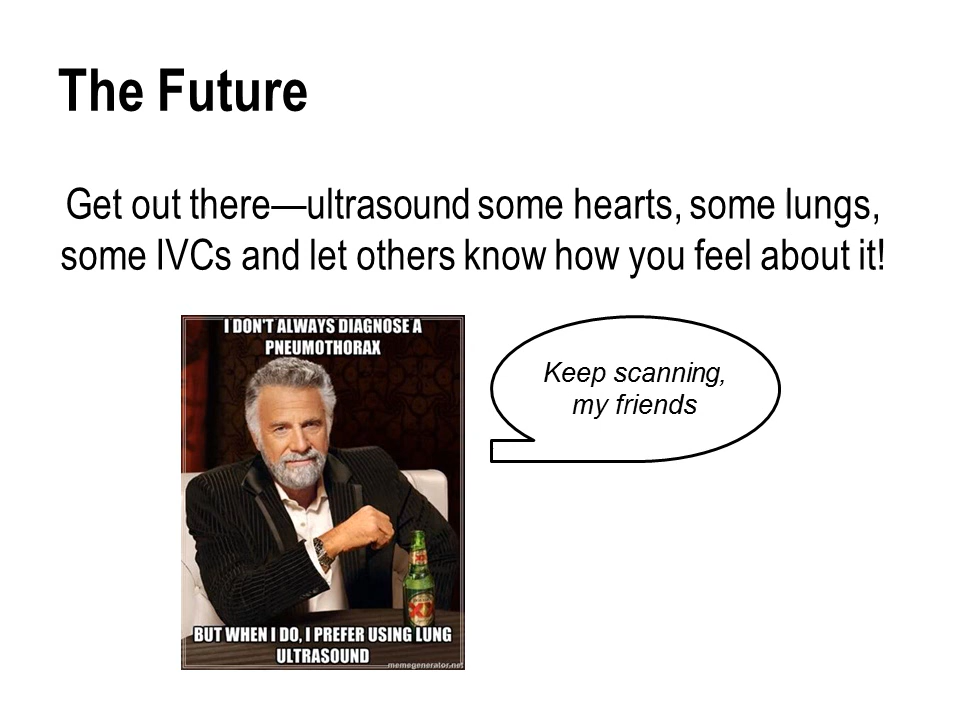 The Future
Get out there—ultrasound some hearts, some lungs,
some IVCs and let others know how you feel about it!
I DON'T ALWAYS DIAGNOSE A
PNEUMOTHORAX
Keep scanning,
my friends
XX
BUT WHEN I DO, I PREFER USING LUNG
ULTRASOUND
memegenerator.net